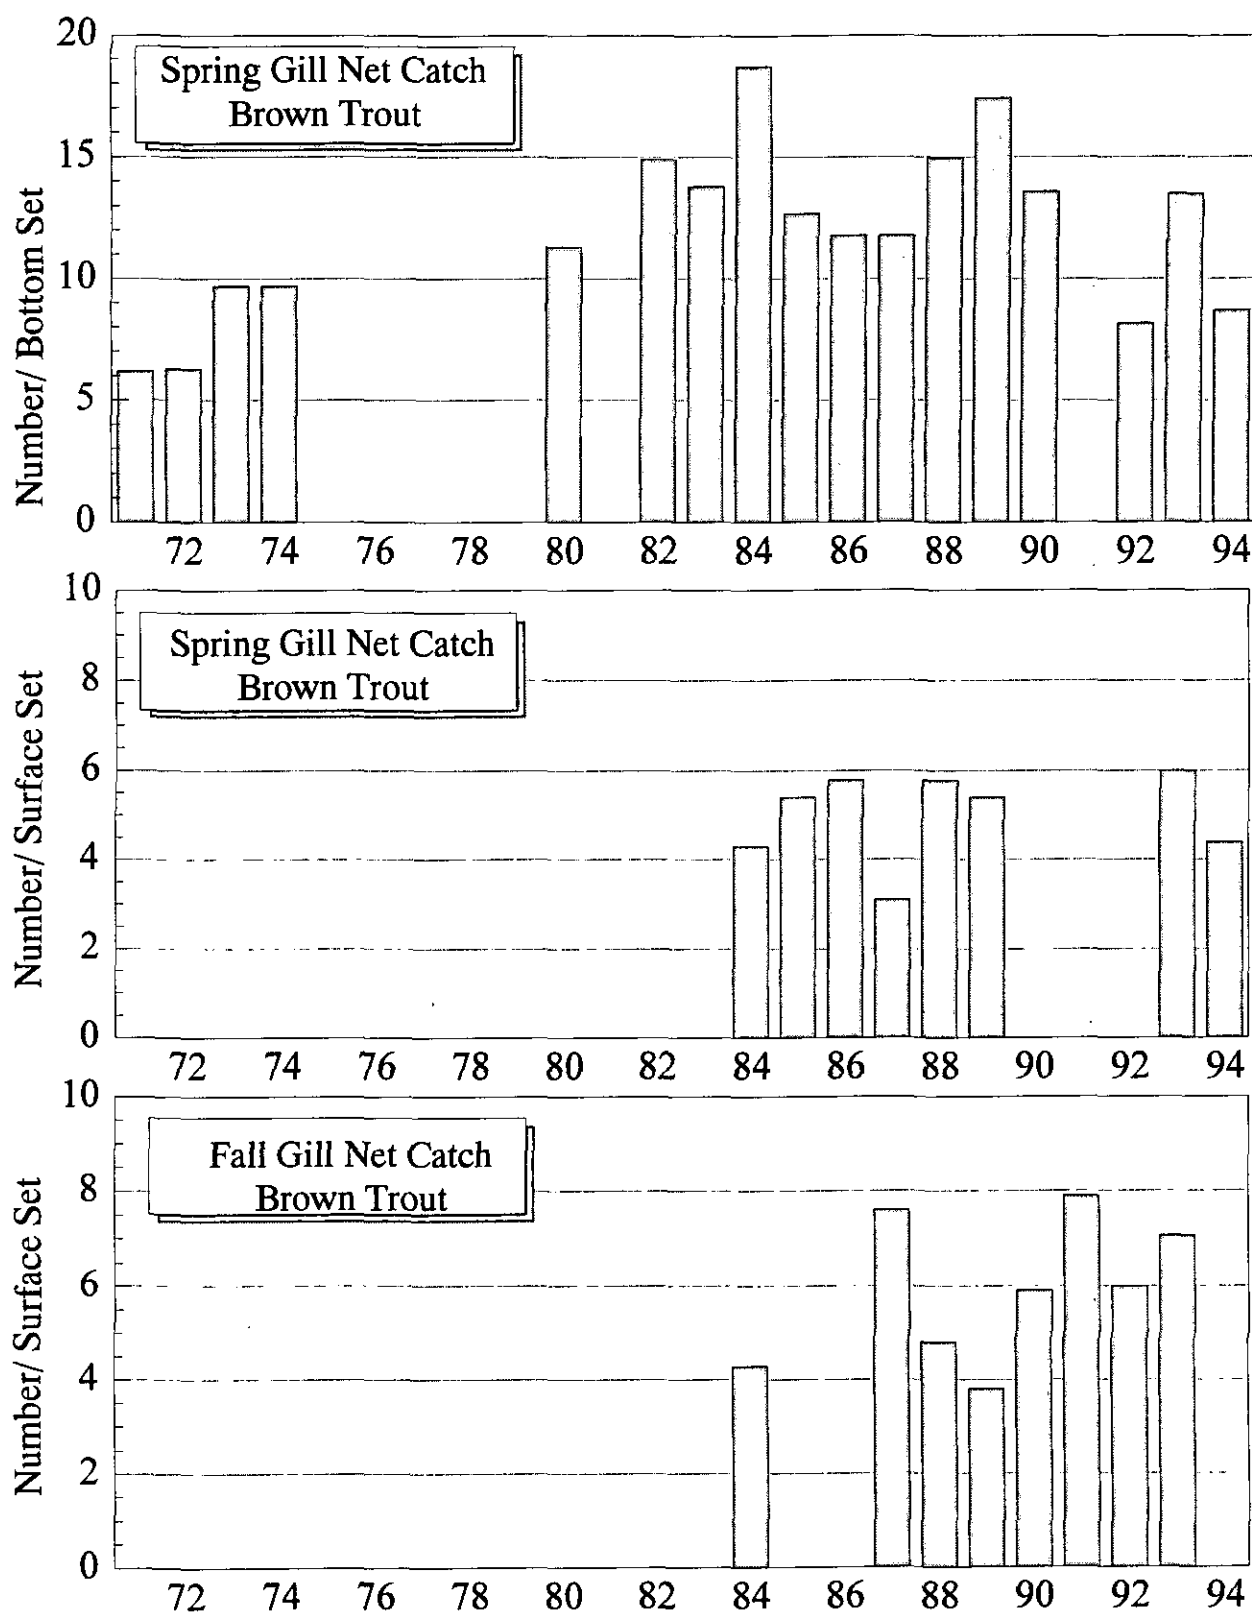 Spring Gill Net Catch
Brown Trout
Number/ Bottom Set
20
15
10
5
0
72 74 76 78 80 82 84 86 88 90 92 94
Spring Gill Net Catch
Brown Trout
Number/ Surface Set
10
8
6
4
2
0
72 74 76 78 80 82 84 86 88 90 92 94
Fall Gill Net Catch
Brown Trout
Number/ Surface Set
10
8
6
4
2
0
72 74 76 78 80 82 84 86 88 90 92 94